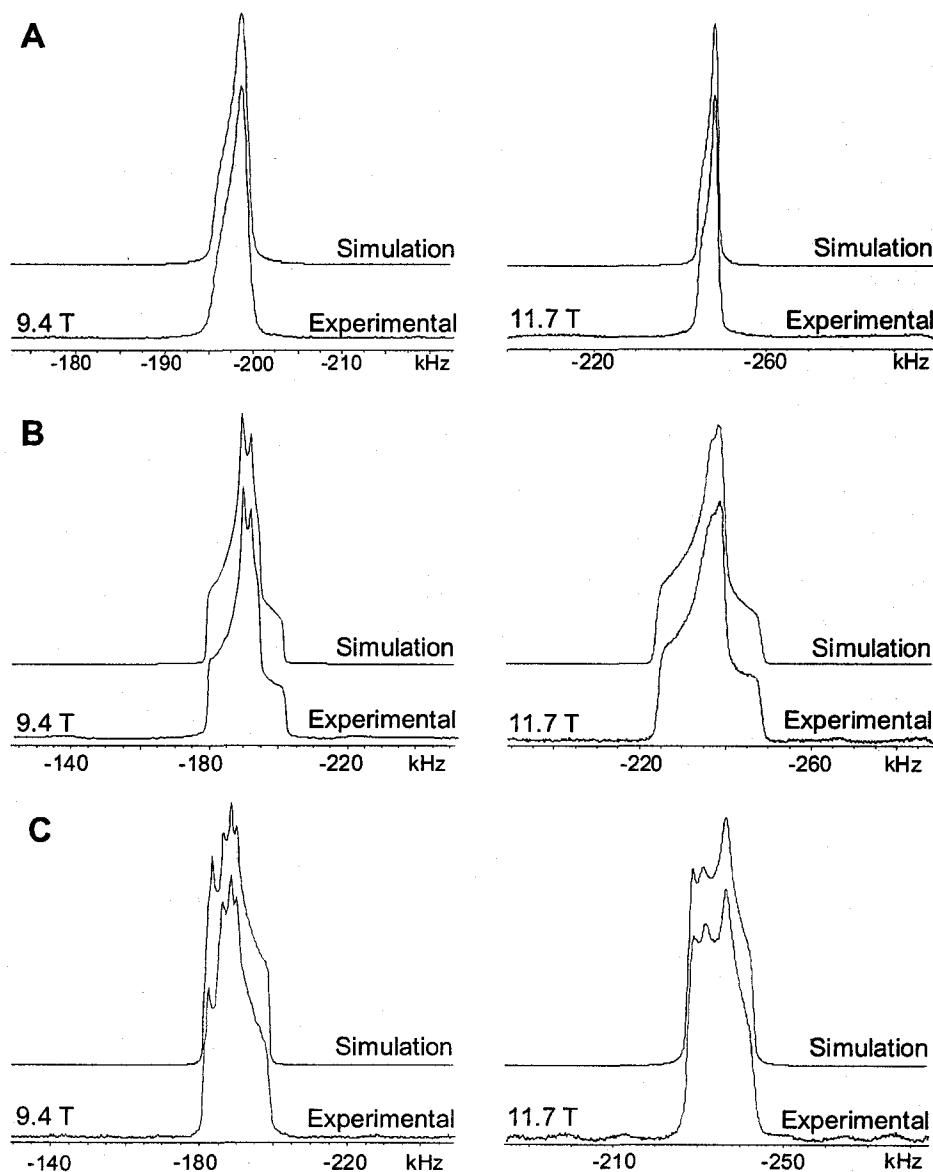 A
Simulation
9.4 T
Experimental
-180 -190 -200 -210 kHz
Simulation
11.7 T
Experimental
-220 -260 kHz
B
Simulation
9.4 T
Experimental
-140 -180 -220 kHz
Simulation
11.7 T
Experimental
-220 -260 kHz
C
Simulation
9.4 T
Experimental
-140 -180 -220 kHz
Simulation
11.7 T
Experimental
-210 -250 kHz